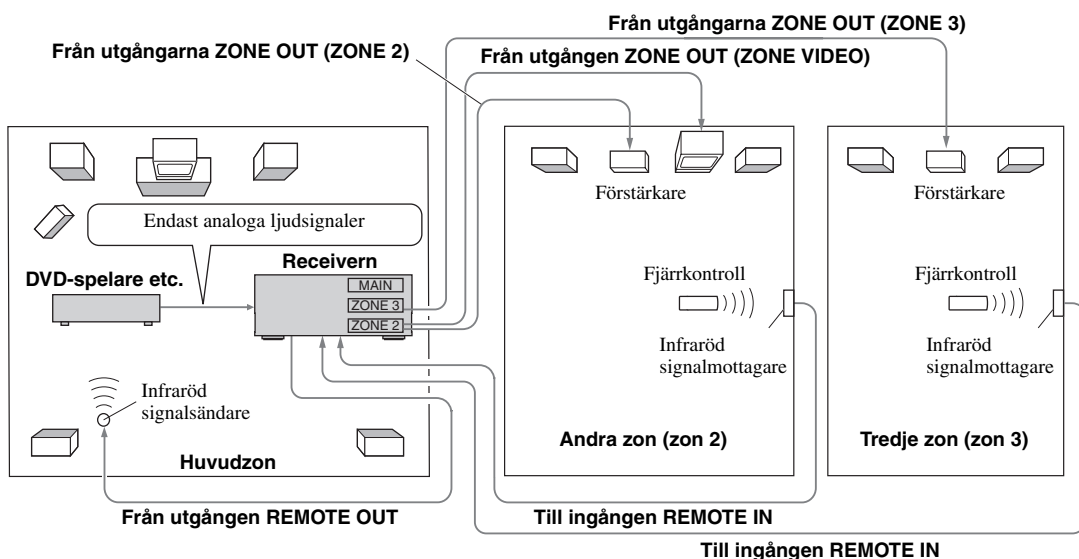 Från utgångarna ZONE OUT (ZONE 3)
Från utgångarna ZONE OUT (ZONE 2)
Från utgången ZONE OUT (ZONE VIDEO)
Endast analoga ljudsignaler
DVD-spelare etc.
Receivern
MAIN
ZONE 3
ZONE 2
Infraröd
signalsändare
Huvudzon
Från utgången REMOTE OUT
Förstärkare
Fjärrkontroll
Infraröd
signalmottagare
Andra zon (zon 2)
Till ingången REMOTE IN
Förstärkare
Fjärrkontroll
Infraröd
signalmottagare
Tredje zon (zon 3)
Till ingången REMOTE IN